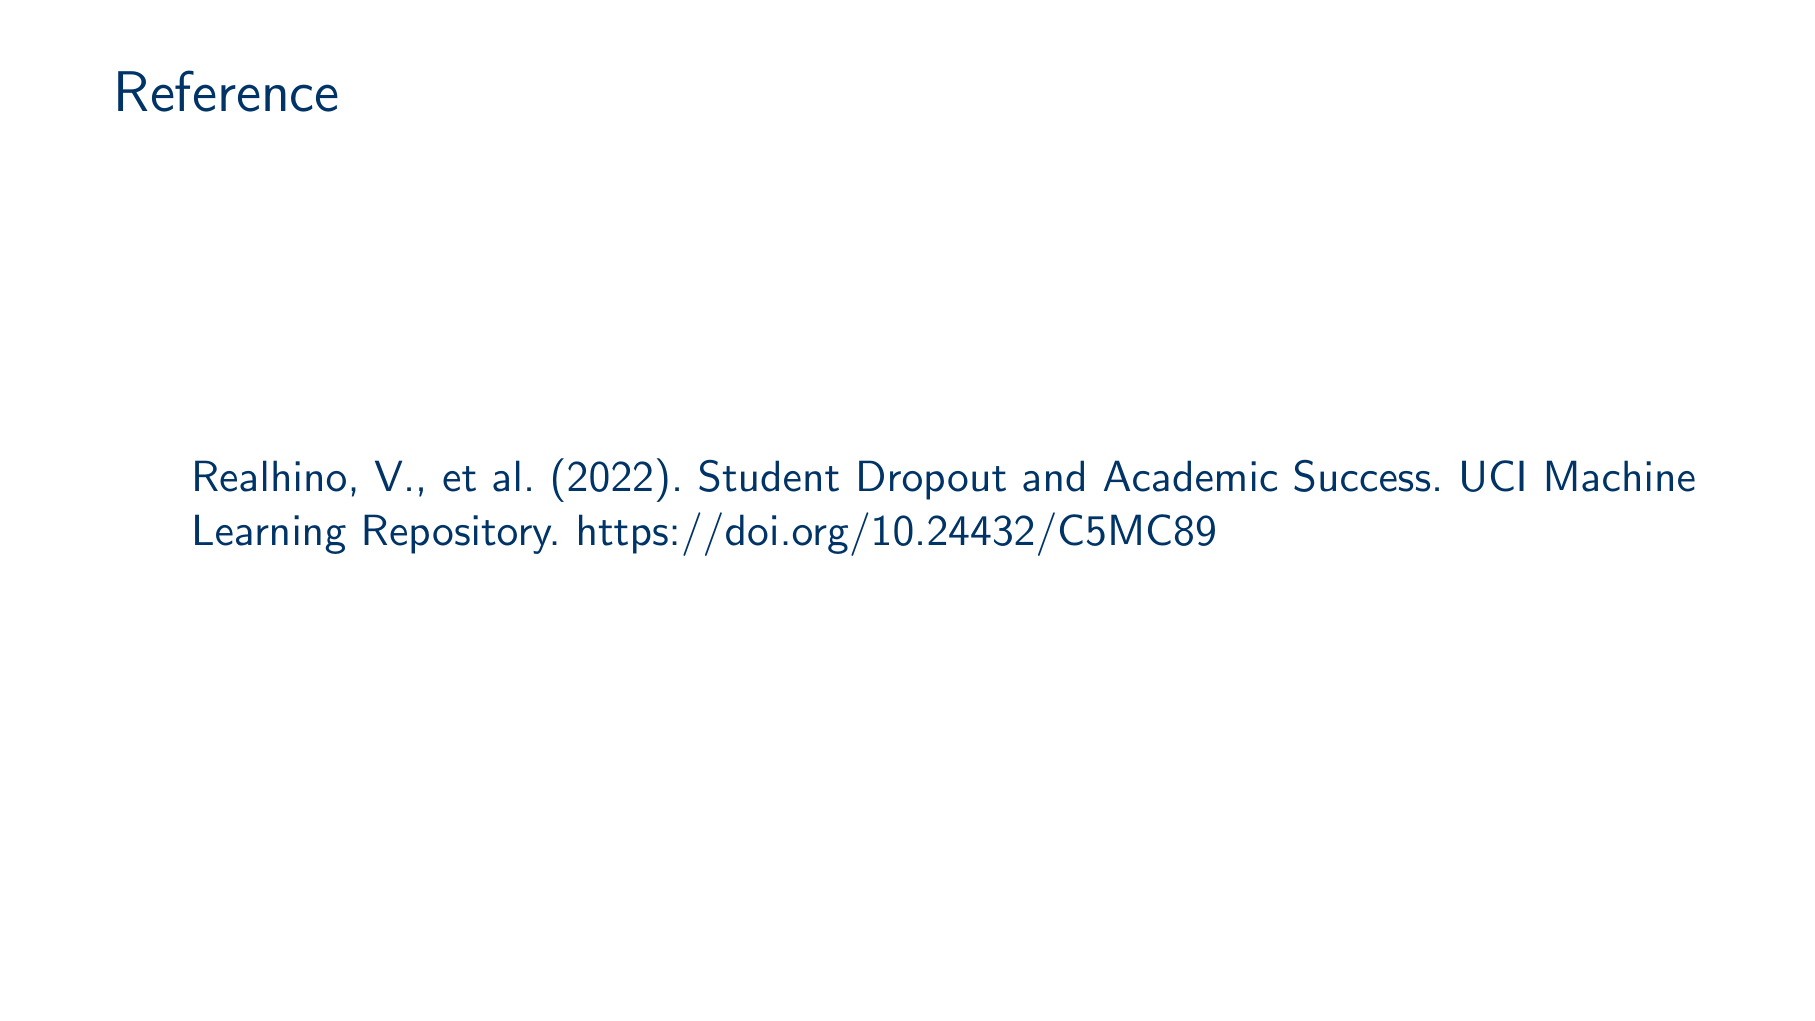 Reference
Realhino, V., et al. (2022). Student Dropout and Academic Success. UCI Machine
Learning Repository. https://doi.org/10.24432/C5MC89